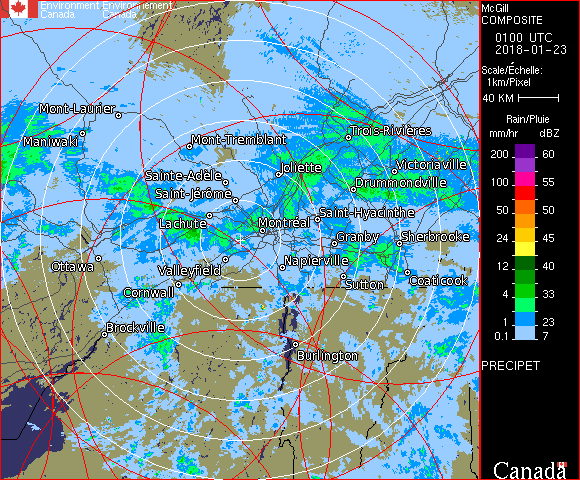 Environment Environnement
Canada Canada
McGill
COMPOSITE
0100 UTC
2018-01-23
Scale/Échelle:
1km/Pixel
40 KM
Rain/Pluie
mm/hr dBZ
200 60
100 55
50 50
24 45
12 40
4 33
1 23
0.1 7
PRECIPET
Canada
Mont-Laurier
Maniwaki
Mont-Tremblant
Trois-Rivières
Joliette
Victoriaville
Sainte-Adèle
Drummondville
Saint-Jérôme
Saint-Hyacinthe
Lachute
Montréal
Granby
Sherbrooke
Ottawa
Valleyfield
Napierville
Cornwall
Sutton
Coaticook
Brockville
Burlington